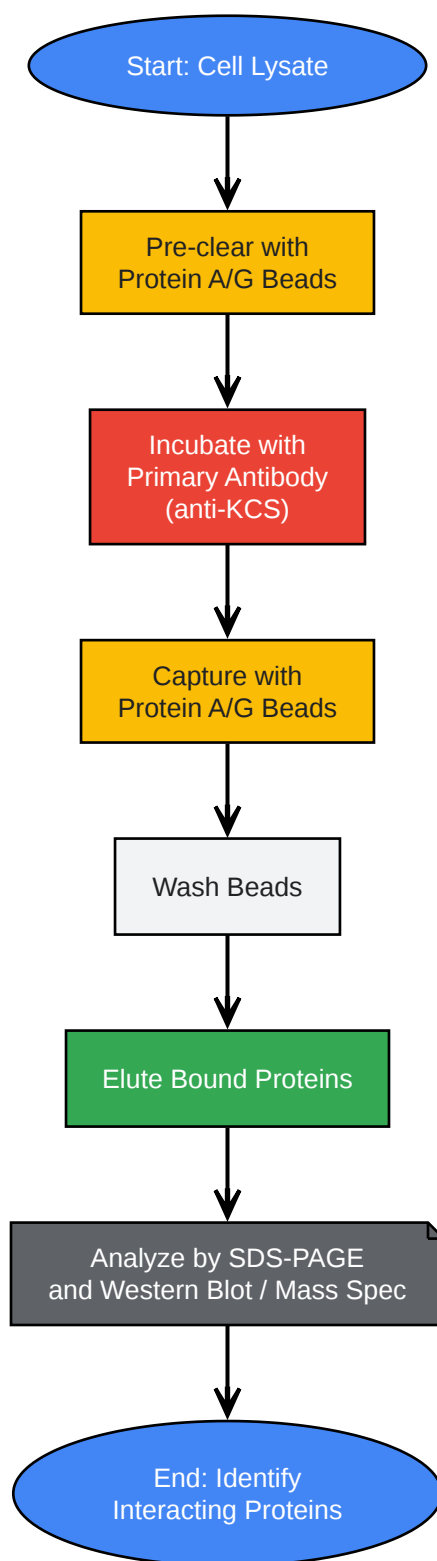 Start: Cell Lysate
Pre-clear with
Protein A/G Beads
Incubate with
Primary Antibody
(anti-KCS)
Capture with
Protein A/G Beads
Wash Beads
Elute Bound Proteins
Analyze by SDS-PAGE
and Western Blot / Mass Spec
End: Identify
Interacting Proteins